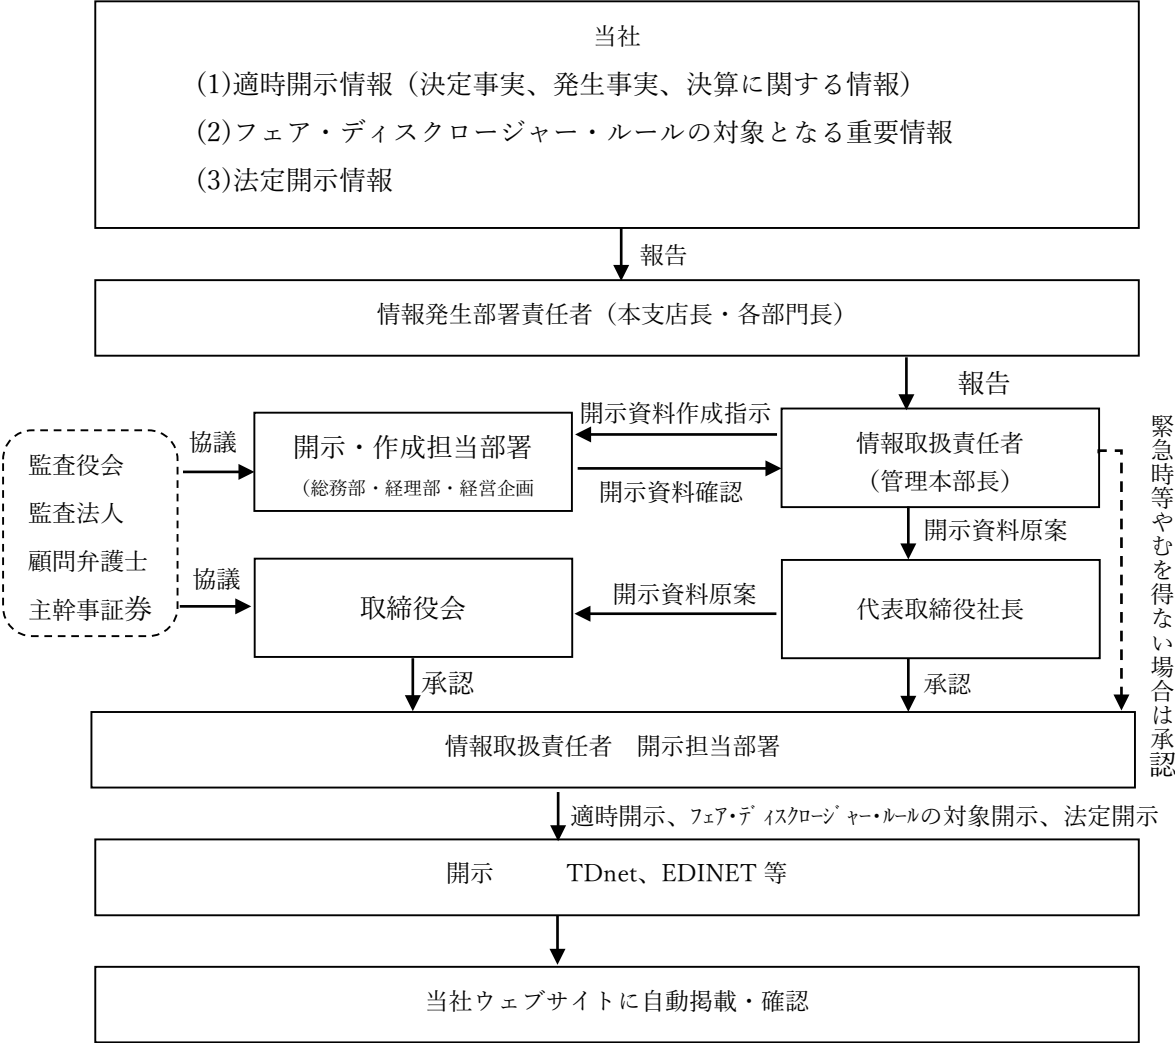 当社
(1)適時開示情報（決定事実、発生事実、決算に関する情報）
(2)フェア・ディスクロージャー・ルールの対象となる重要情報
(3)法定開示情報
報告
情報発生部署責任者（本支店長・各部門長）
報告
監査役会
監査法人
顧問弁護士
主幹事証券
協議
開示・作成担当部署
（総務部・経理部・経営企画
開示資料作成指示
開示資料確認
情報取扱責任者
（管理本部長）
開示資料原案
協議
取締役会
開示資料原案
代表取締役社長
緊急時等やむを得ない場合は承認
承認
承認
情報取扱責任者　開示担当部署
適時開示、ﾌｪｱ･ﾃﾞｨｽｸﾛｰｼﾞｬｰ･ﾙｰﾙの対象開示、法定開示
開示　　　TDnet、EDINET 等
当社ウェブサイトに自動掲載・確認